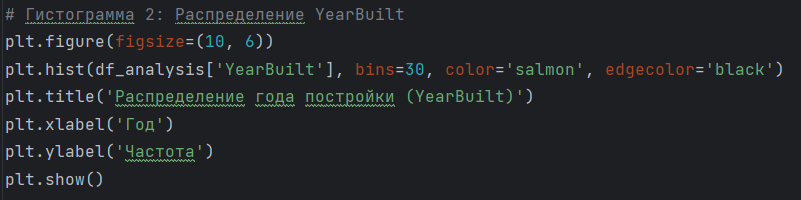 # Гистограмма 2: Распределение YearBuilt
plt.figure(figsize=(10, 6))
plt.hist(df_analysis['YearBuilt'], bins=30, color='salmon', edgecolor='black')
plt.title('Распределение года постройки (YearBuilt)')
plt.xlabel('Год')
plt.ylabel('Частота')
plt.show()